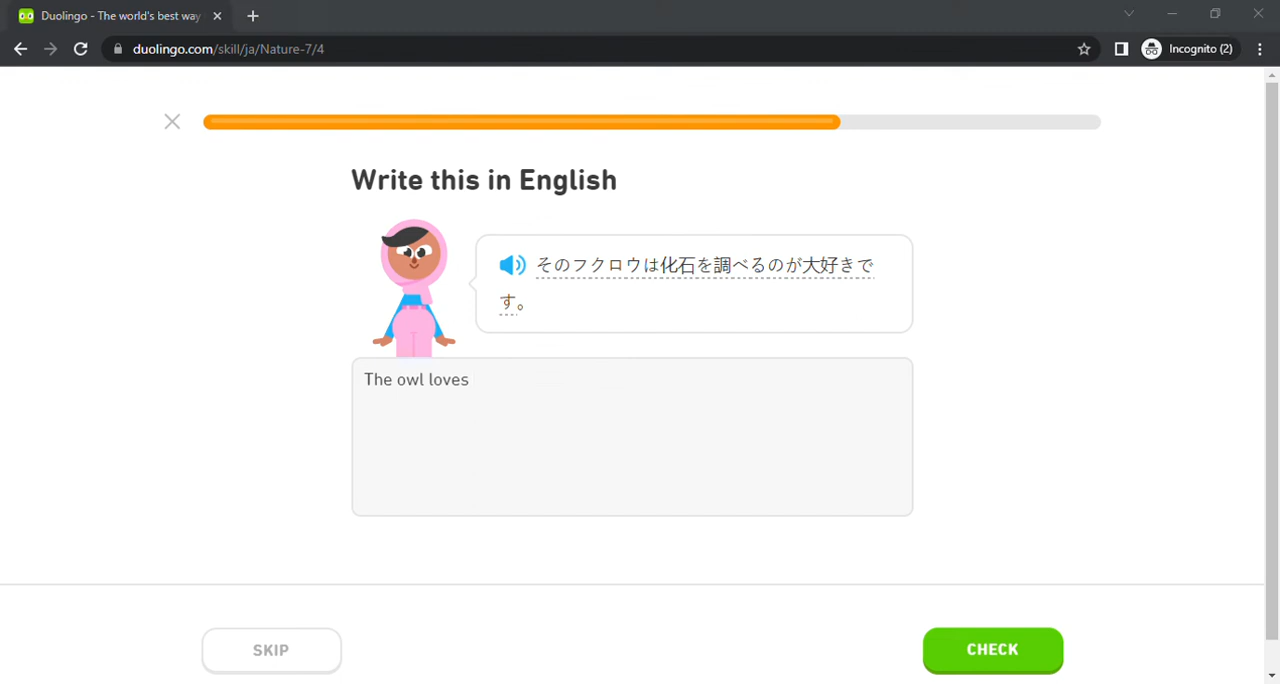 Duolingo - The world's best way
duolingo.com/skill/ja/Nature-7/4
Incognito (2)
Write this in English
そのフクロウは化石を調べるのが大好きで
す。
The owl loves
SKIP
CHECK